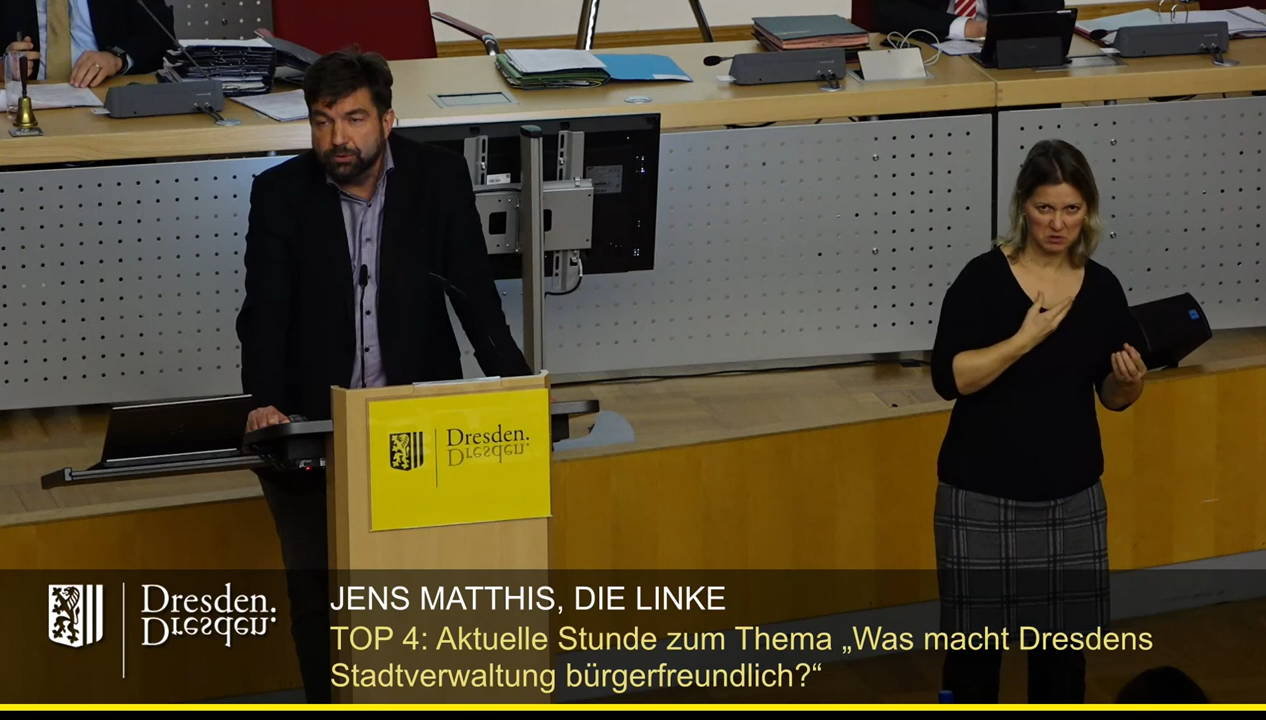 Dresden.
Dresden.
Dresden.
Dresden.
JENS MATTHIS, DIE LINKE
TOP 4: Aktuelle Stunde zum Thema „Was macht Dresdens
Stadtverwaltung bürgerfreundlich?“